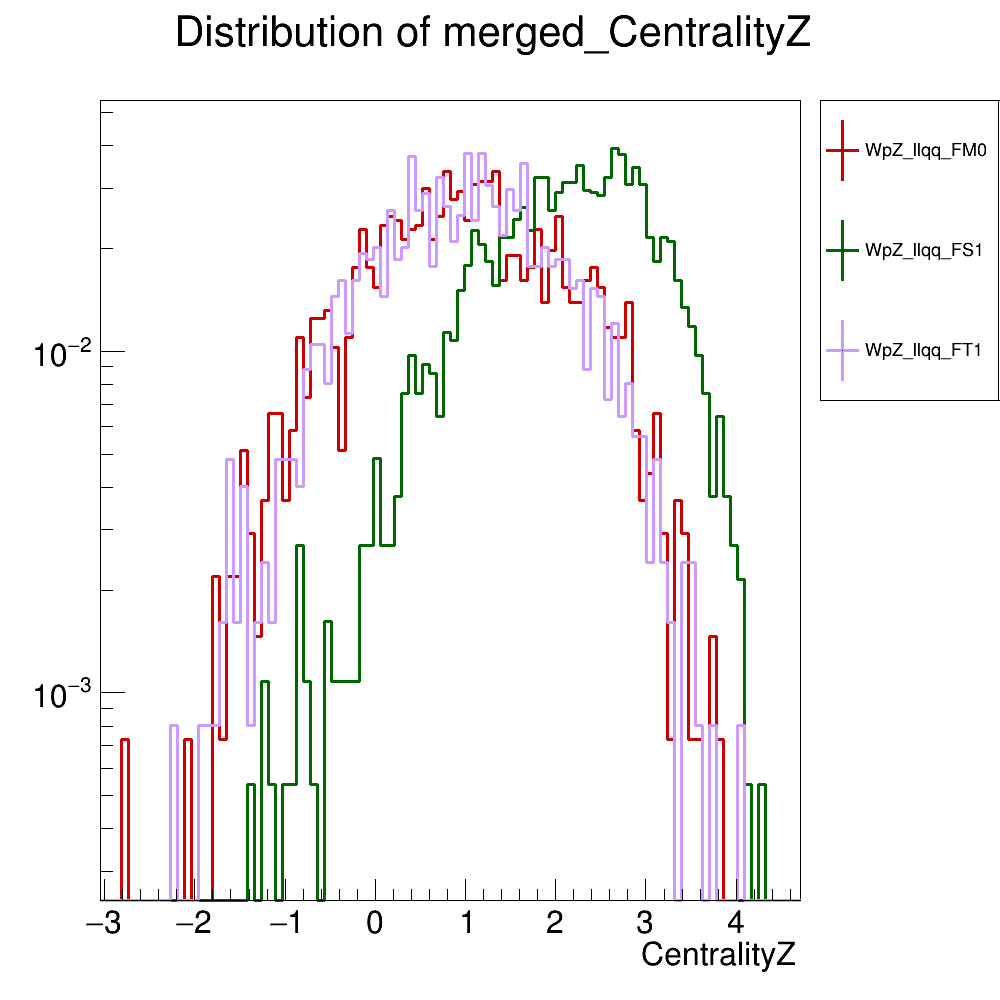 Distribution of merged_CentralityZ
WpZ_llqq_FM0
WpZ_llqq_FS1
WpZ_llqq_FT1
10−2
10−3
−3 −2 −1 0 1 2 3 4
CentralityZ